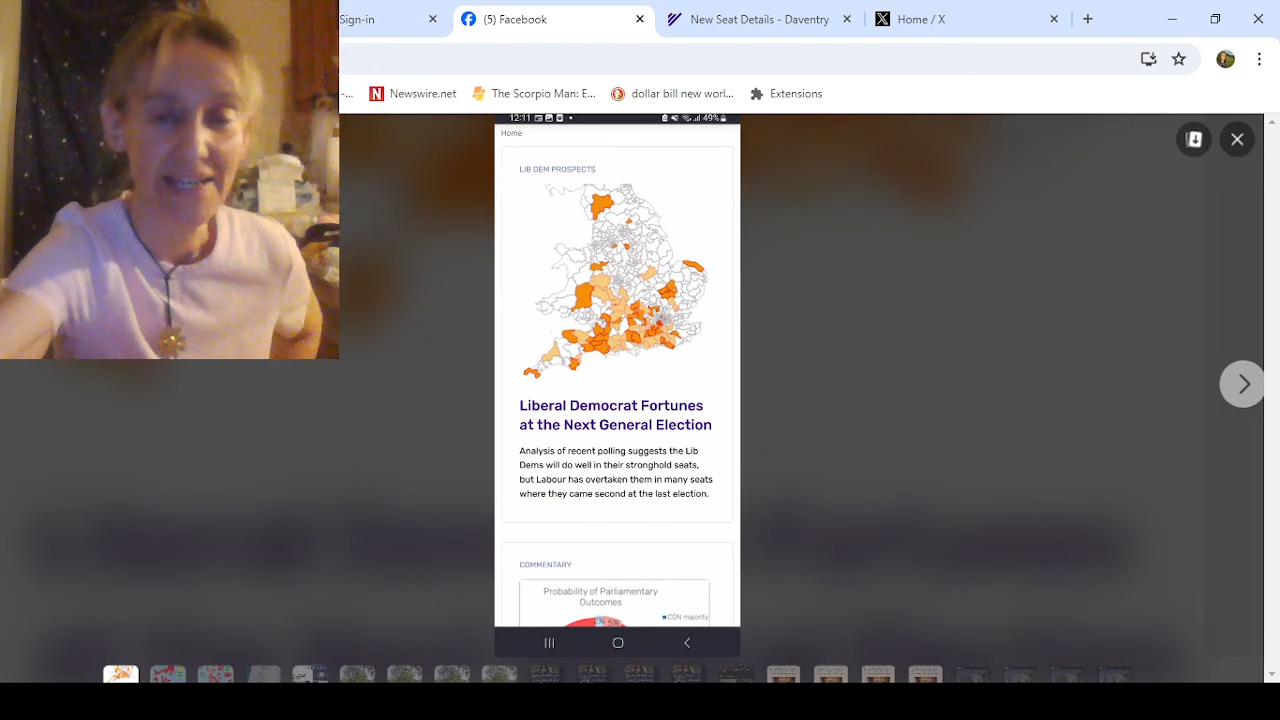 Sign-in
(5) Facebook
New Seat Details - Daventry
Home / X
-...
Newswire.net
The Scorpio Man: E...
dollar bill new worl...
Extensions
12:11
49%
Home
LIB DEM PROSPECTS
Liberal Democrat Fortunes
at the Next General Election
Analysis of recent polling suggests the Lib
Dems will do well in their stronghold seats,
but Labour has overtaken them in many seats
where they came second at the last election.
COMMENTARY
Probability of Parliamentary
Outcomes
CON majority